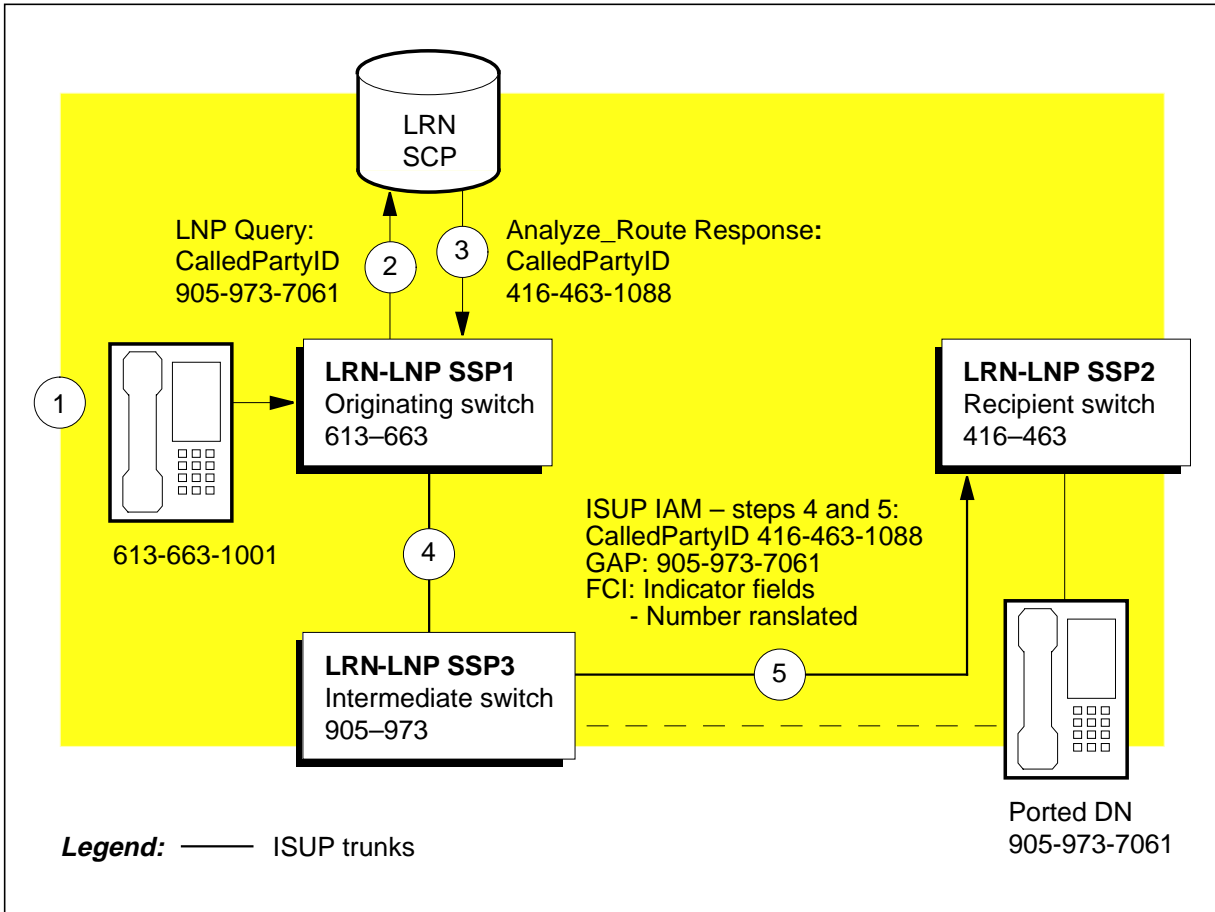 LRN
SCP
LNP Query:
CalledPartyID
905-973-7061
2
3
Analyze_Route Response:
CalledPartyID
416-463-1088
1
613-663-1001
LRN-LNP SSP1
Originating switch
613–663
LRN-LNP SSP2
Recipient switch
416–463
4
ISUP IAM – steps 4 and 5:
CalledPartyID 416-463-1088
GAP: 905-973-7061
FCI: Indicator fields
- Number ranslated
LRN-LNP SSP3
Intermediate switch
905–973
5
Ported DN
905-973-7061
Legend: ISUP trunks